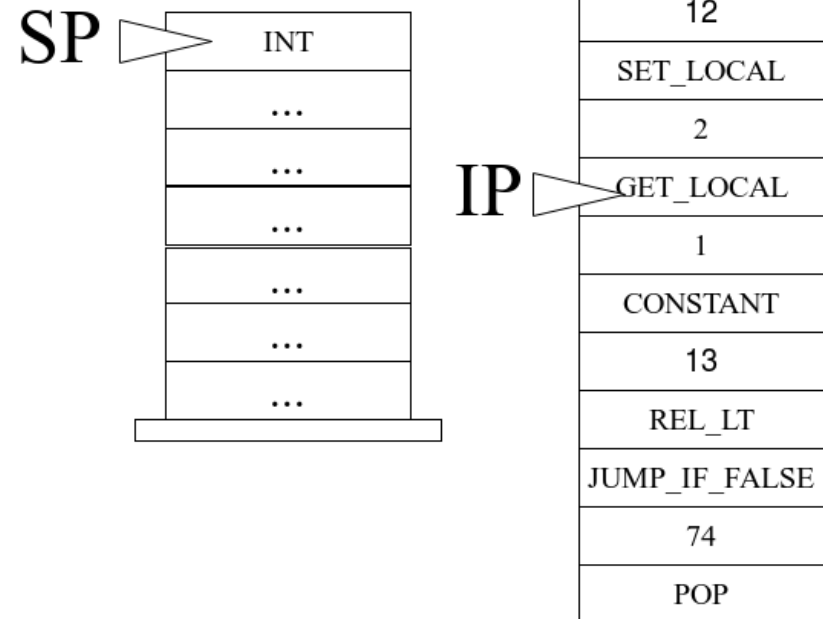 SP
INT
...
...
...
...
...
...
IP
12
SET_LOCAL
2
GET_LOCAL
1
CONSTANT
13
REL_LT
JUMP_IF_FALSE
74
POP